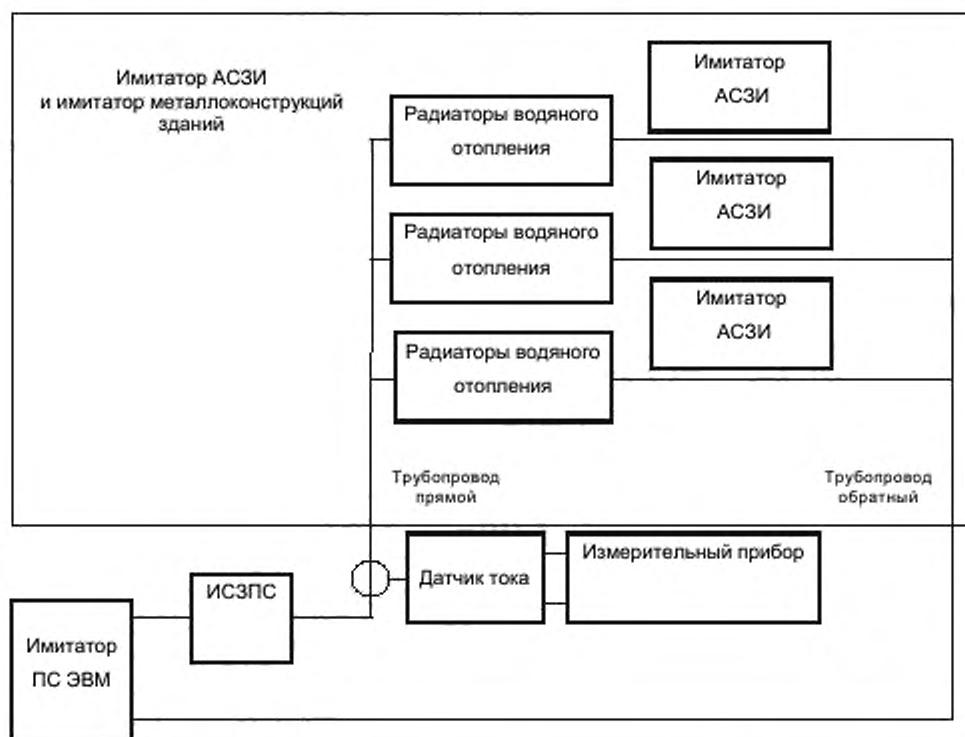 Имитатор АСЗИ
и имитатор металлоконструкций
зданий
Имитатор
АСЗИ
Радиаторы водяного
отопления
Имитатор
АСЗИ
Радиаторы водяного
отопления
Имитатор
АСЗИ
Радиаторы водяного
отопления
Трубопровод
прямой
Трубопровод
обратный
Датчик тока
Измерительный прибор
ИСЗПС
Имитатор
ПС ЭВМ